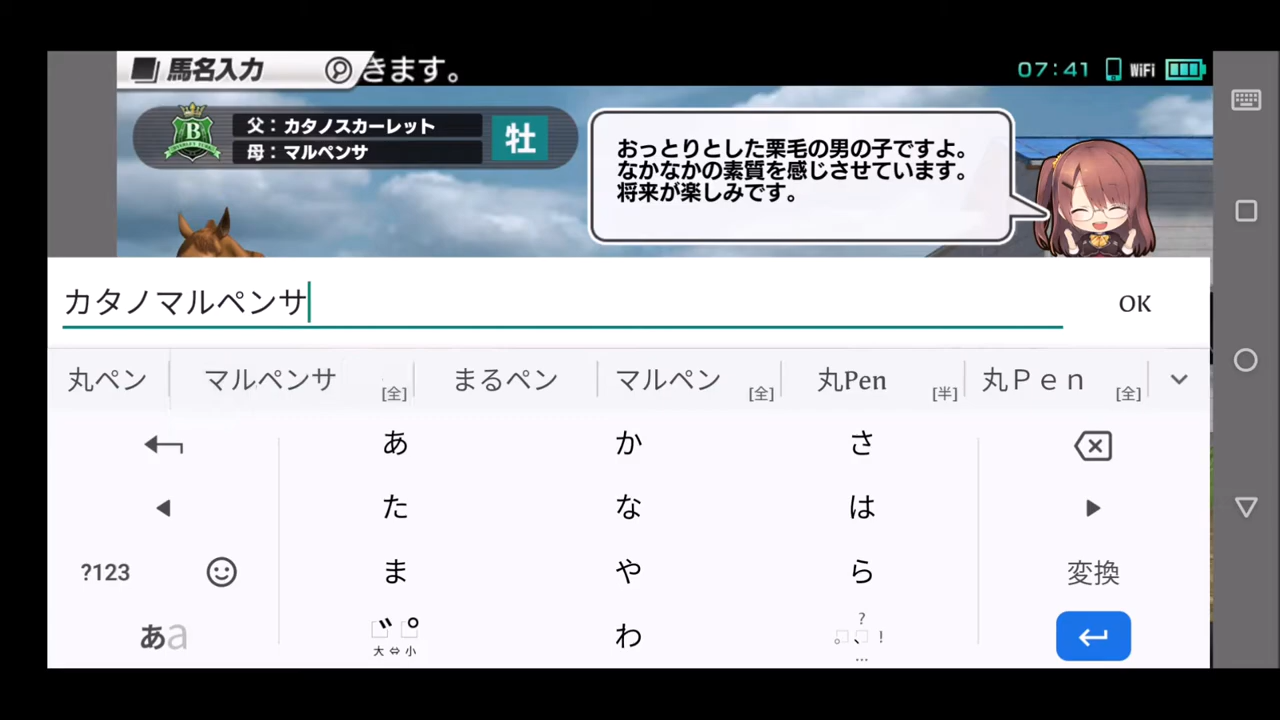 馬名入力
きます。
07:41 WiFi
B
父：カタノスカーレット
母：マルペンサ
牡
おっとりとした栗毛の男の子ですよ。
なかなかの素質を感じさせています。
将来が楽しみです。
カタノマルペンサ
OK
丸ペン マルペンサ [全] まるペン マルペン [全] 丸Pen [半] 丸Ｐｅｎ [全]
あ か さ
た な は
?123 ま や ら 変換
あa 大⇔小 わ 。、?!…